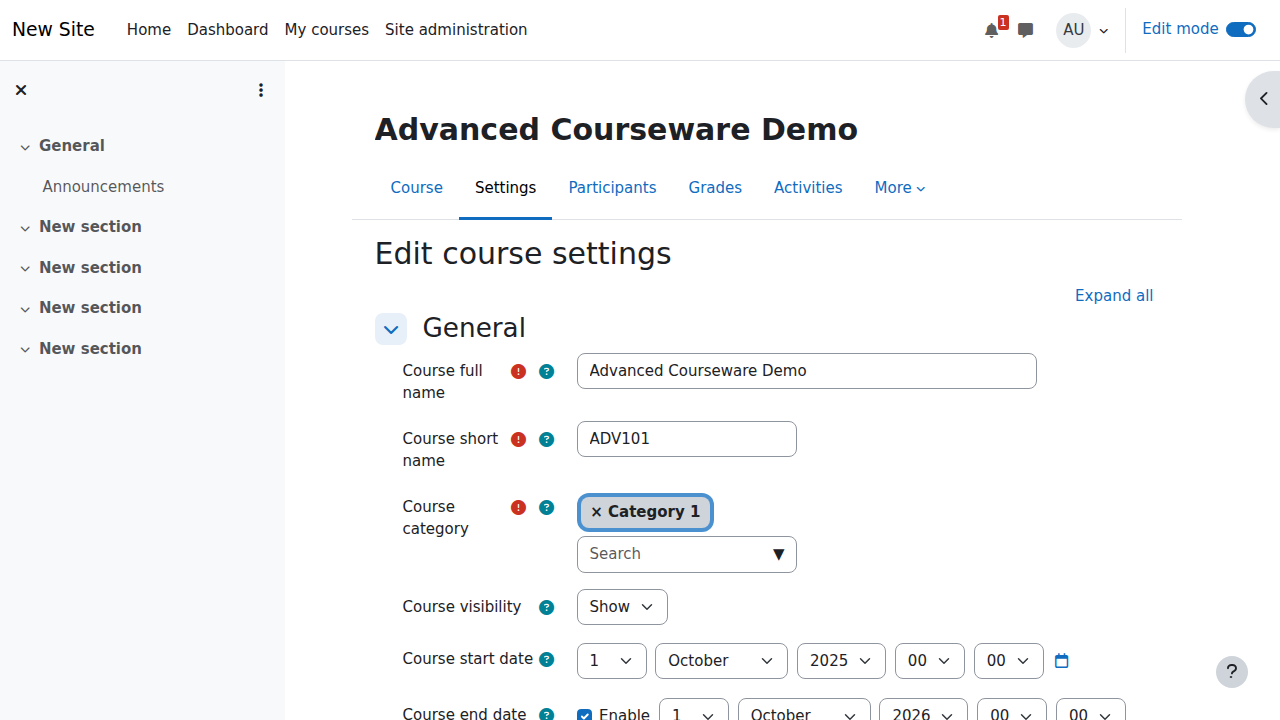 New Site Home Dashboard My courses Site administration 1 AU Edit mode
General
Announcements
New section
New section
New section
New section
Advanced Courseware Demo
Course Settings Participants Grades Activities More
Edit course settings
Expand all
General
Course full name Advanced Courseware Demo
Course short name ADV101
Course category × Category 1
Search ▼
Course visibility Show
Course start date 1 October 2025 00 00
Course end date Enable 1 October 2026 00 00